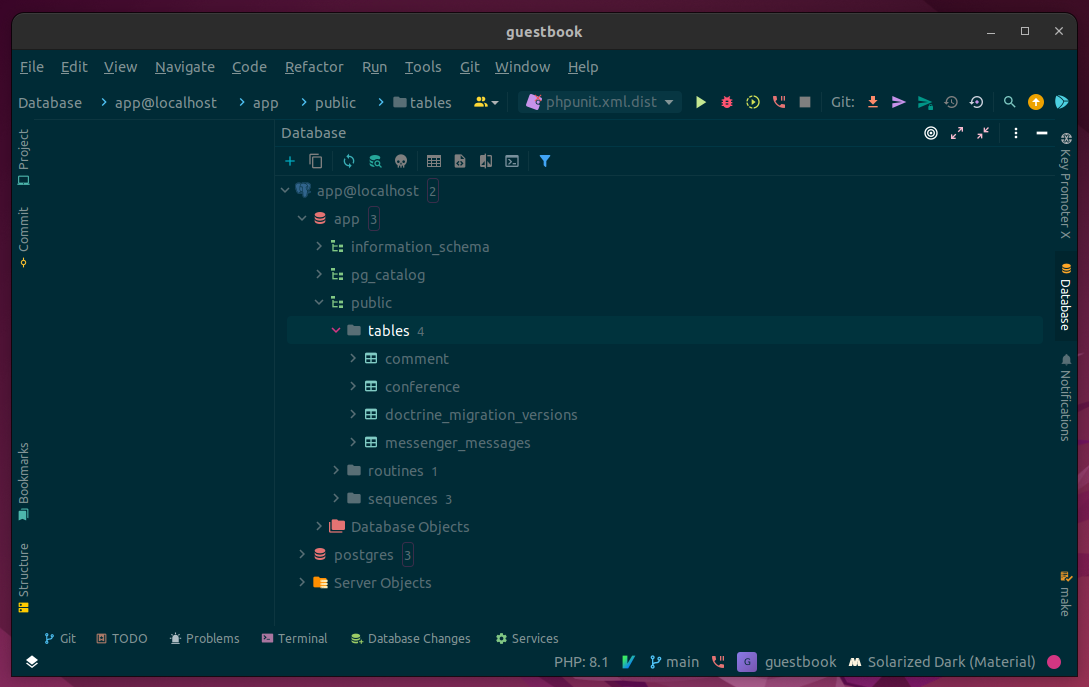 guestbook
File Edit View Navigate Code Refactor Run Tools Git Window Help
Database app@localhost app public tables phpunit.xml.dist Git:
Project
Commit
Bookmarks
Structure
Database
app@localhost 2
app 3
information_schema
pg_catalog
public
tables 4
comment
conference
doctrine_migration_versions
messenger_messages
routines 1
sequences 3
Database Objects
postgres 3
Server Objects
Key Promoter X
Database
Notifications
make
Git TODO Problems Terminal Database Changes Services
PHP: 8.1 main G guestbook Solarized Dark (Material)